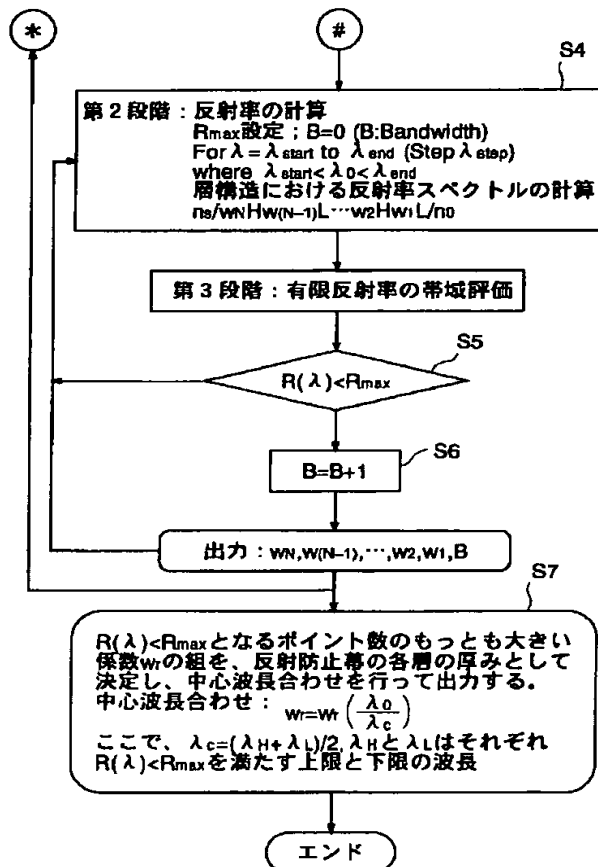 *
#
S4
第2段階：反射率の計算
Rmax設定；B=0 (B:Bandwidth)
For λ=λstart to λend (Step λstep)
where λstart<λ0<λend
層構造における反射率スペクトルの計算
ns/wNHw(N−1)L⋯w2Hw1L/n0
第3段階：有限反射率の帯域評価
S5
R(λ)<Rmax
S6
B=B+1
出力：wN,w(N−1),⋯,w2,w1,B
S7
R(λ)<Rmaxとなるポイント数のもっとも大きい
係数wrの組を、反射防止幕の各層の厚みとして
決定し、中心波長合わせを行って出力する。
中心波長合わせ：wr=wr(λ0/λc)
ここで、λc=(λH+λL)/2,λHとλLはそれぞれ
R(λ)<Rmaxを満たす上限と下限の波長
エンド